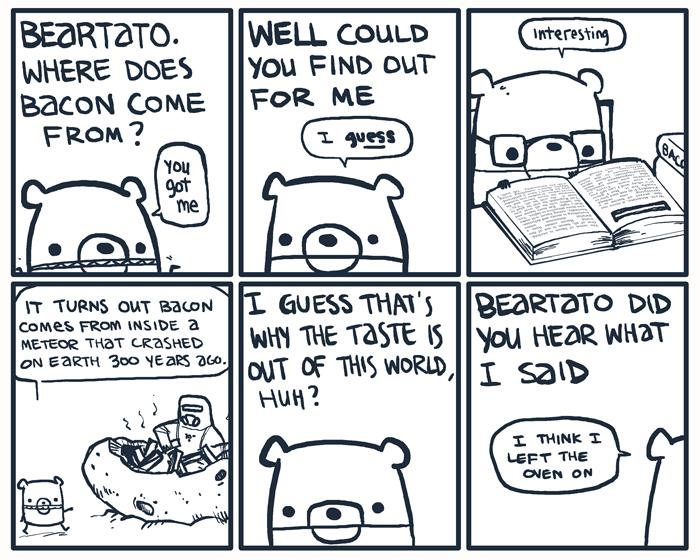 BEARTATO.
WHERE DOES
BACON COME
FROM?
You
got
me
WELL COULD
YOU FIND OUT
FOR ME
I guess
Interesting
IT TURNS OUT BACON
COMES FROM INSIDE A
METEOR THAT CRASHED
ON EARTH 300 YEARS AGO.
I GUESS THAT'S
WHY THE TASTE IS
OUT OF THIS WORLD,
HUH?
BEARTATO DID
YOU HEAR WHAT
I SAID
I THINK I
LEFT THE
OVEN ON